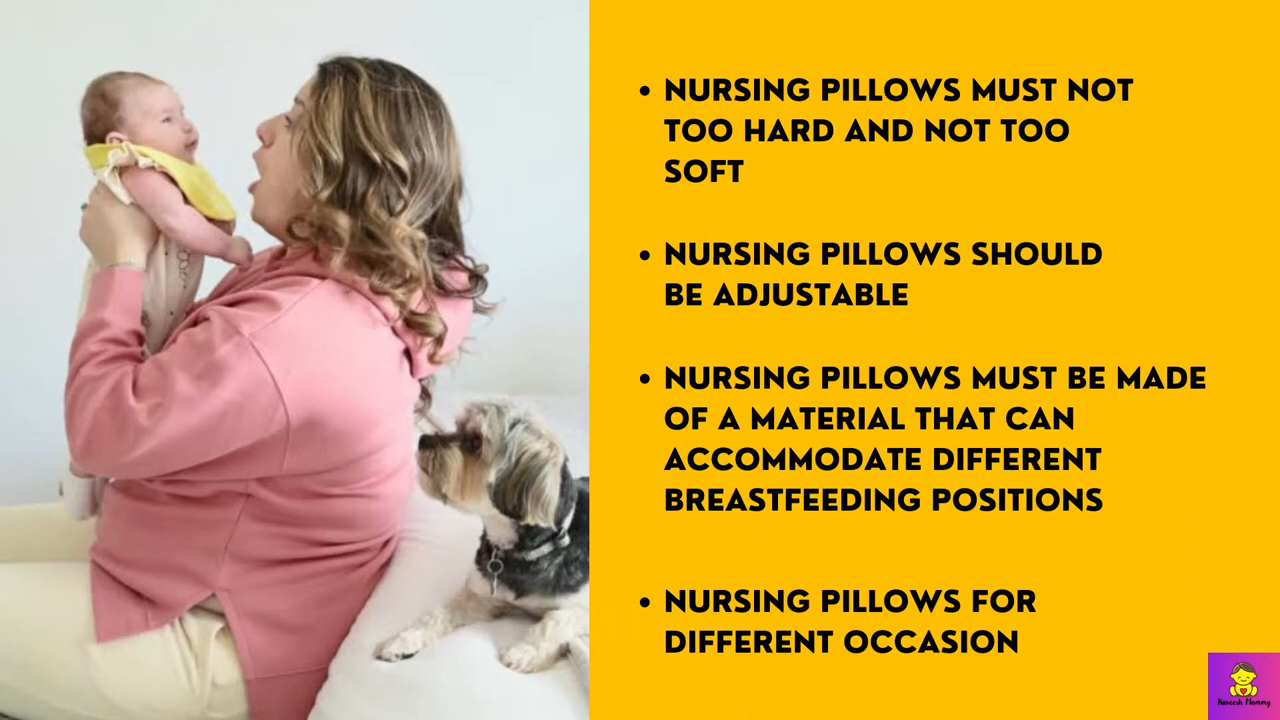 NURSING PILLOWS MUST NOT
TOO HARD AND NOT TOO
SOFT
NURSING PILLOWS SHOULD
BE ADJUSTABLE
NURSING PILLOWS MUST BE MADE
OF A MATERIAL THAT CAN
ACCOMMODATE DIFFERENT
BREASTFEEDING POSITIONS
NURSING PILLOWS FOR
DIFFERENT OCCASION